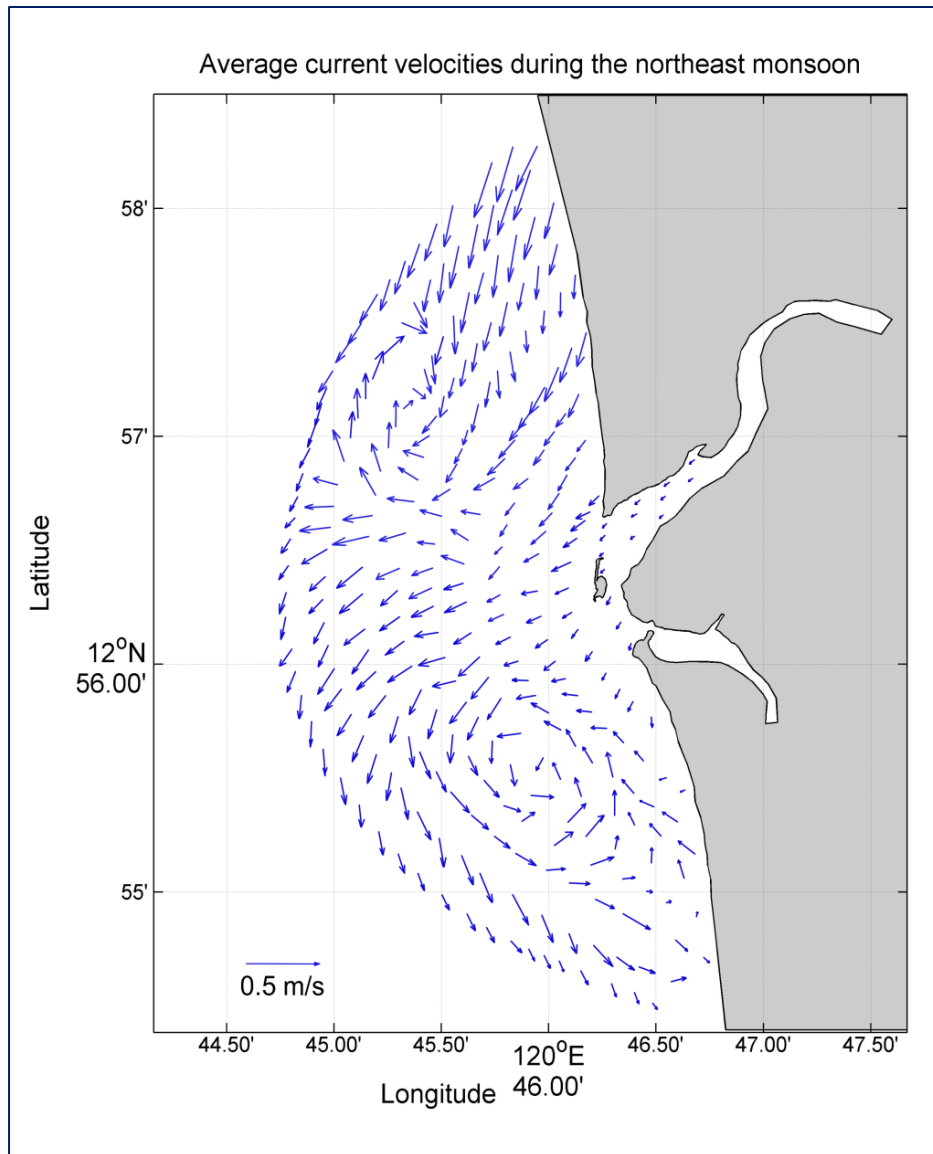 Average current velocities during the northeast monsoon
58'
57'
Latitude
12°N
56.00'
55'
0.5 m/s
44.50'
45.00'
45.50'
120°E
46.00'
46.50'
47.00'
47.50'
Longitude